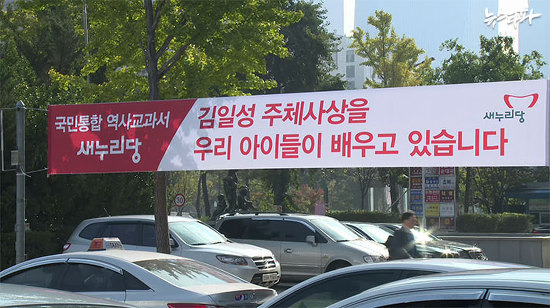 뉴스타파
국민통합 역사교과서
새누리당
김일성 주체사상을
우리 아이들이 배우고 있습니다
새누리당